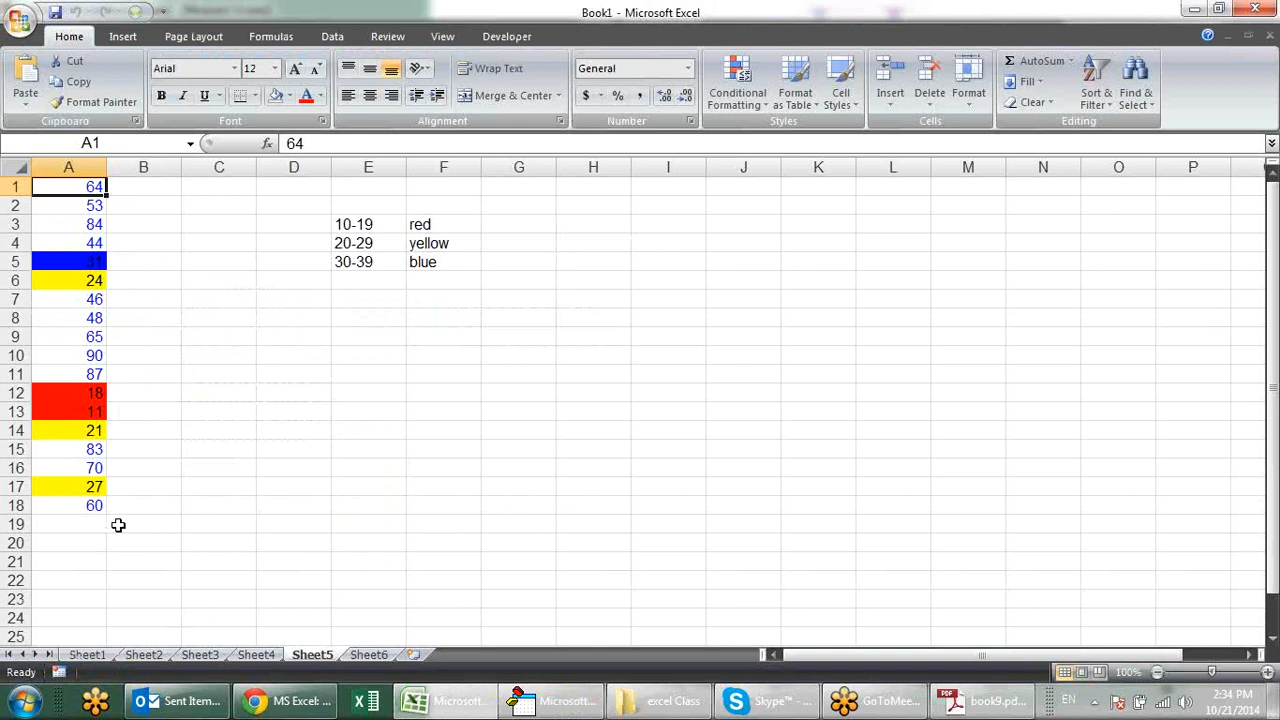 Book1 - Microsoft Excel
Home Insert Page Layout Formulas Data Review View Developer
Paste
Cut
Copy
Format Painter
Clipboard
Arial 12
B I U
Font
Wrap Text
Merge & Center
Alignment
General
$ % ,
Number
Conditional Formatting
Format as Table
Cell Styles
Styles
Insert Delete Format
Cells
AutoSum
Fill
Clear
Sort & Filter
Find & Select
Editing
A1 fx 64
A B C D E F G H I J K L M N O P
1 64
2 53
3 84 10-19 red
4 44 20-29 yellow
5 31 30-39 blue
6 24
7 46
8 48
9 65
10 90
11 87
12 18
13 11
14 21
15 83
16 70
17 27
18 60
19
20
21
22
23
24
25
Sheet1 Sheet2 Sheet3 Sheet4 Sheet5 Sheet6
Ready 100%
Sent Item... MS Excel: ... Microsoft... Microsoft... excel Class Skype™ - ... GoToMee... book9.pd... EN 2:34 PM
10/21/2014